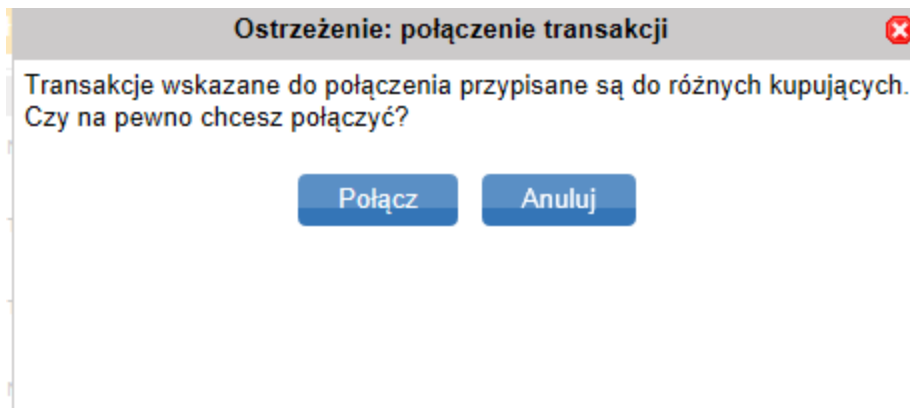 Ostrzeżenie: połączenie transakcji
Transakcje wskazane do połączenia przypisane są do różnych kupujących.
Czy na pewno chcesz połączyć?
Połącz
Anuluj